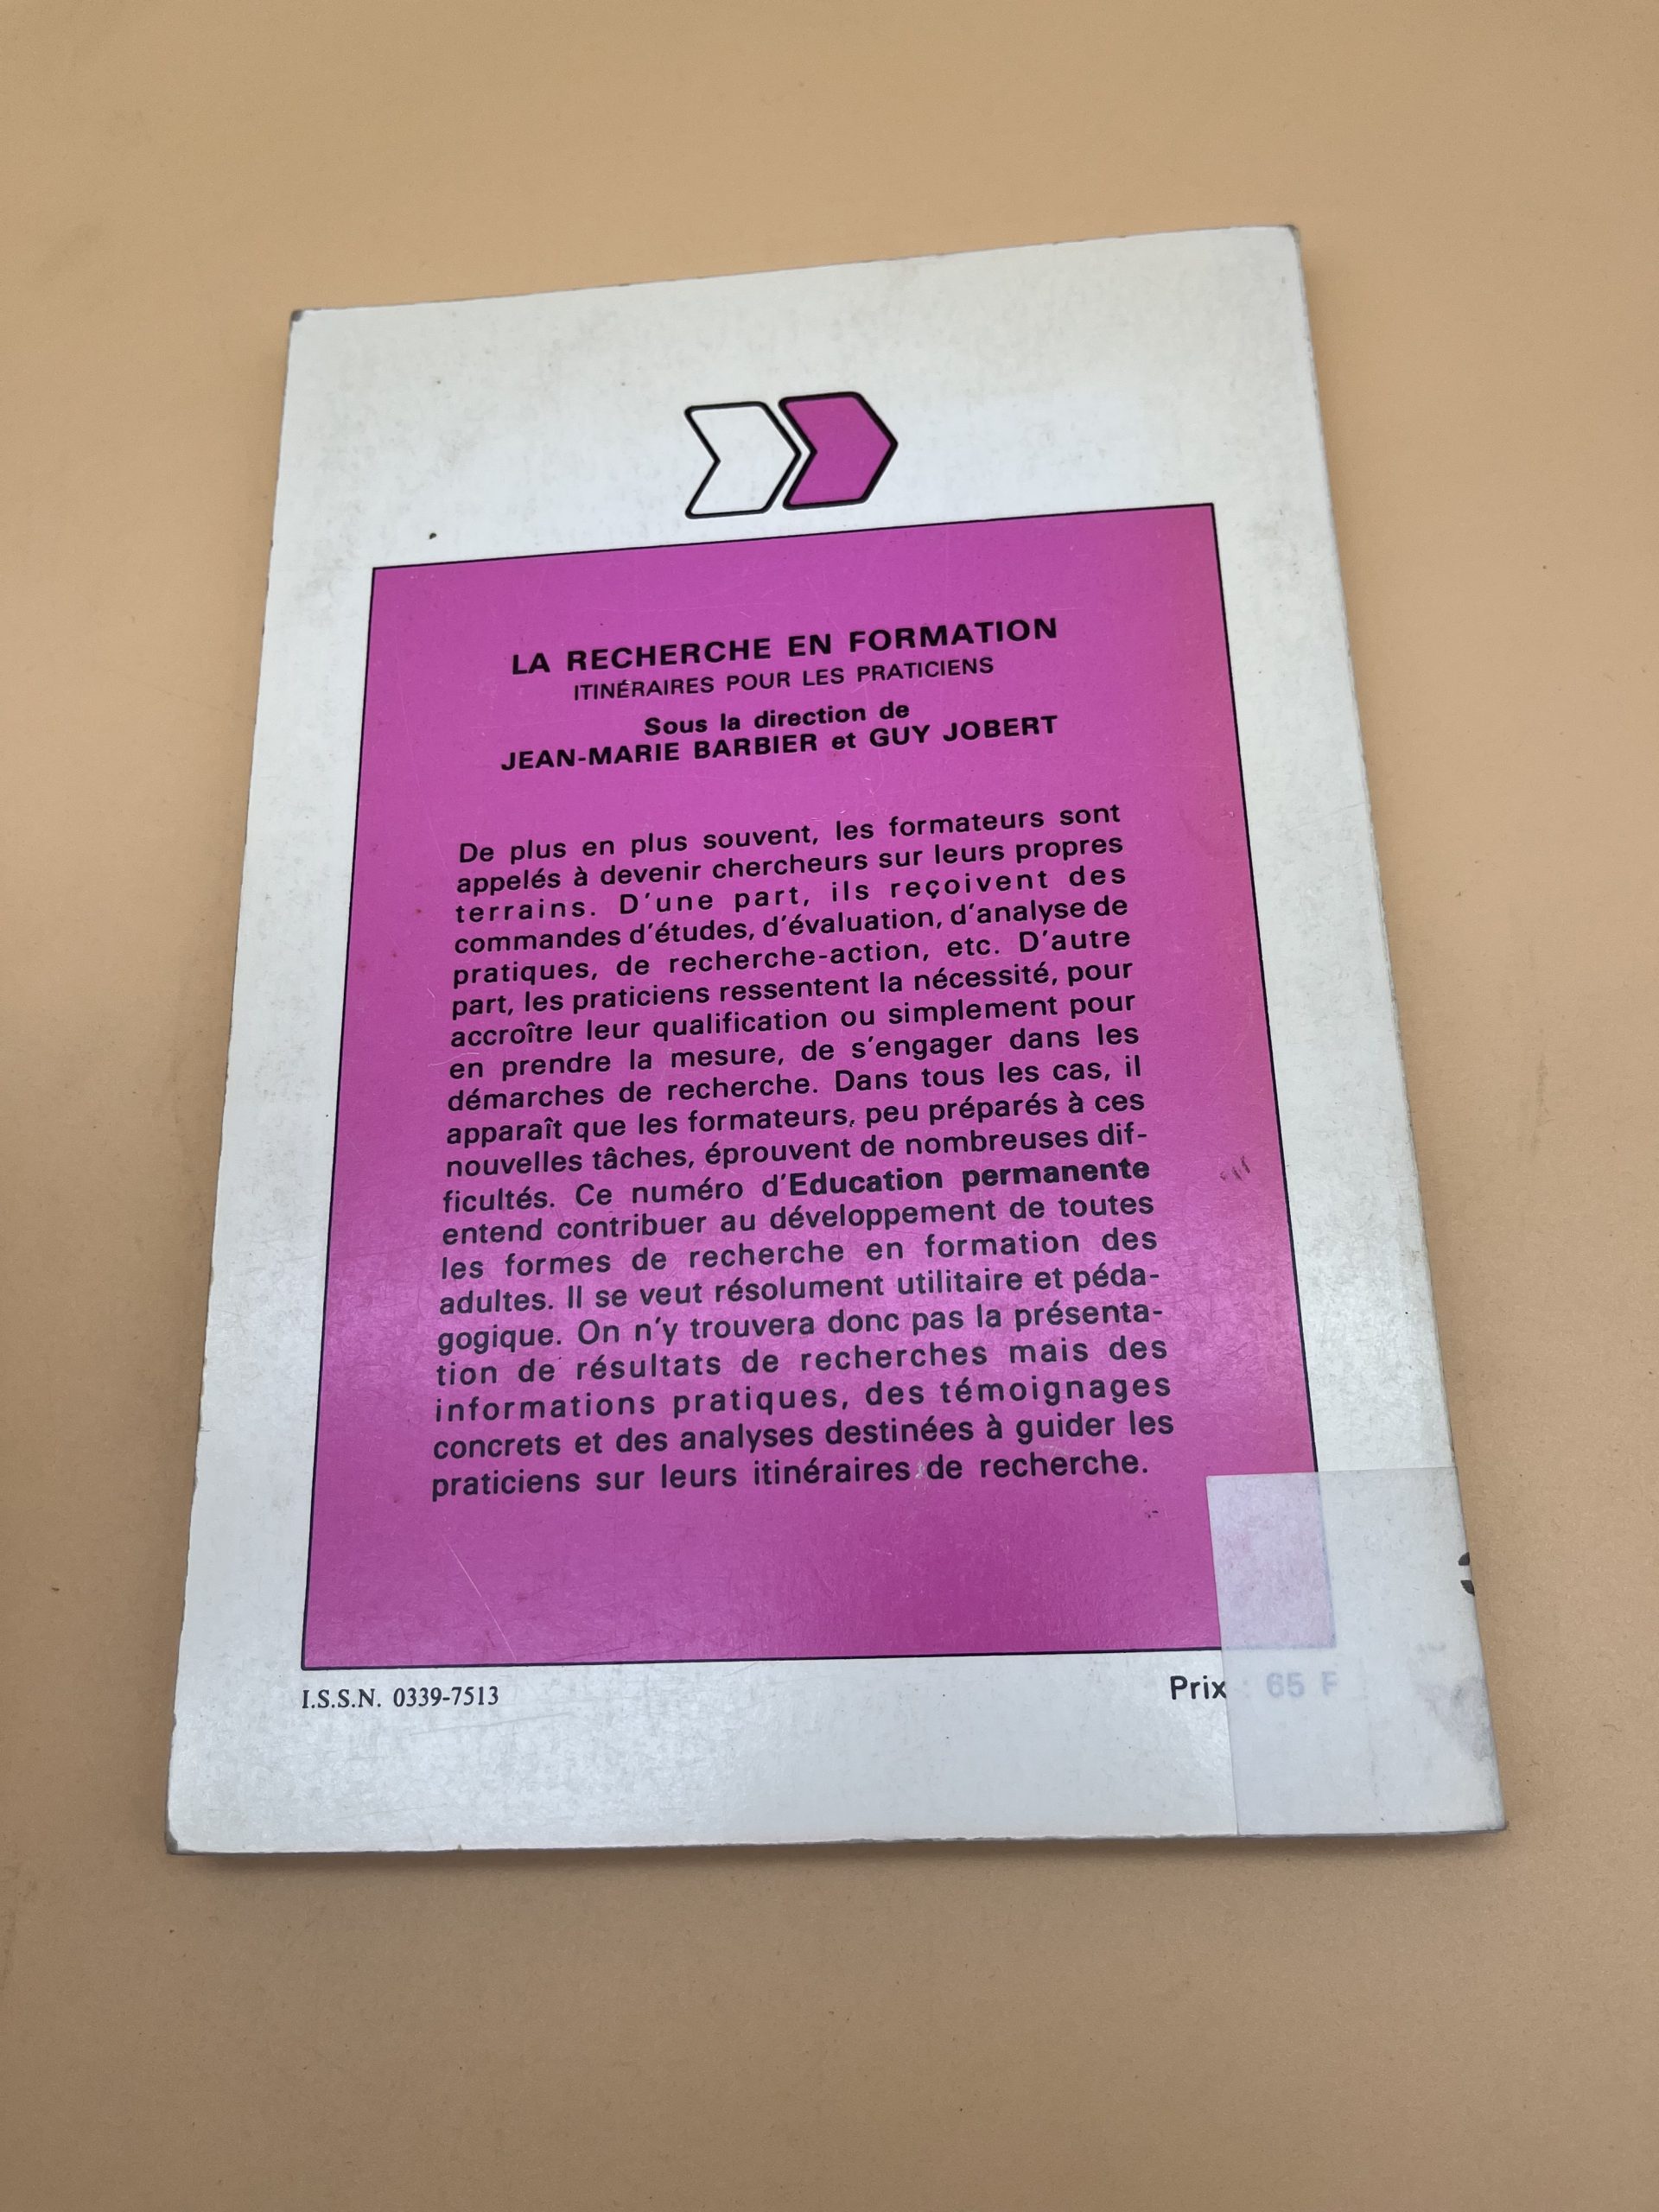 LA RECHERCHE EN FORMATION
ITINÉRAIRES POUR LES PRATICIENS
Sous la direction de
JEAN-MARIE BARBIER et GUY JOBERT
De plus en plus souvent, les formateurs sont
appelés à devenir chercheurs sur leurs propres
terrains. D'une part, ils reçoivent des
commandes d'études, d'évaluation, d'analyse de
pratiques, de recherche-action, etc. D'autre
part, les praticiens ressentent la nécessité, pour
accroître leur qualification ou simplement pour
en prendre la mesure, de s'engager dans les
démarches de recherche. Dans tous les cas, il
apparaît que les formateurs, peu préparés à ces
nouvelles tâches, éprouvent de nombreuses dif-
ficultés. Ce numéro d'Education permanente
entend contribuer au développement de toutes
les formes de recherche en formation des
adultes. Il se veut résolument utilitaire et péda-
gogique. On n'y trouvera donc pas la présenta-
tion de résultats de recherches mais des
informations pratiques, des témoignages
concrets et des analyses destinées à guider les
praticiens sur leurs itinéraires de recherche.
I.S.S.N. 0339-7513
Prix : 65 F